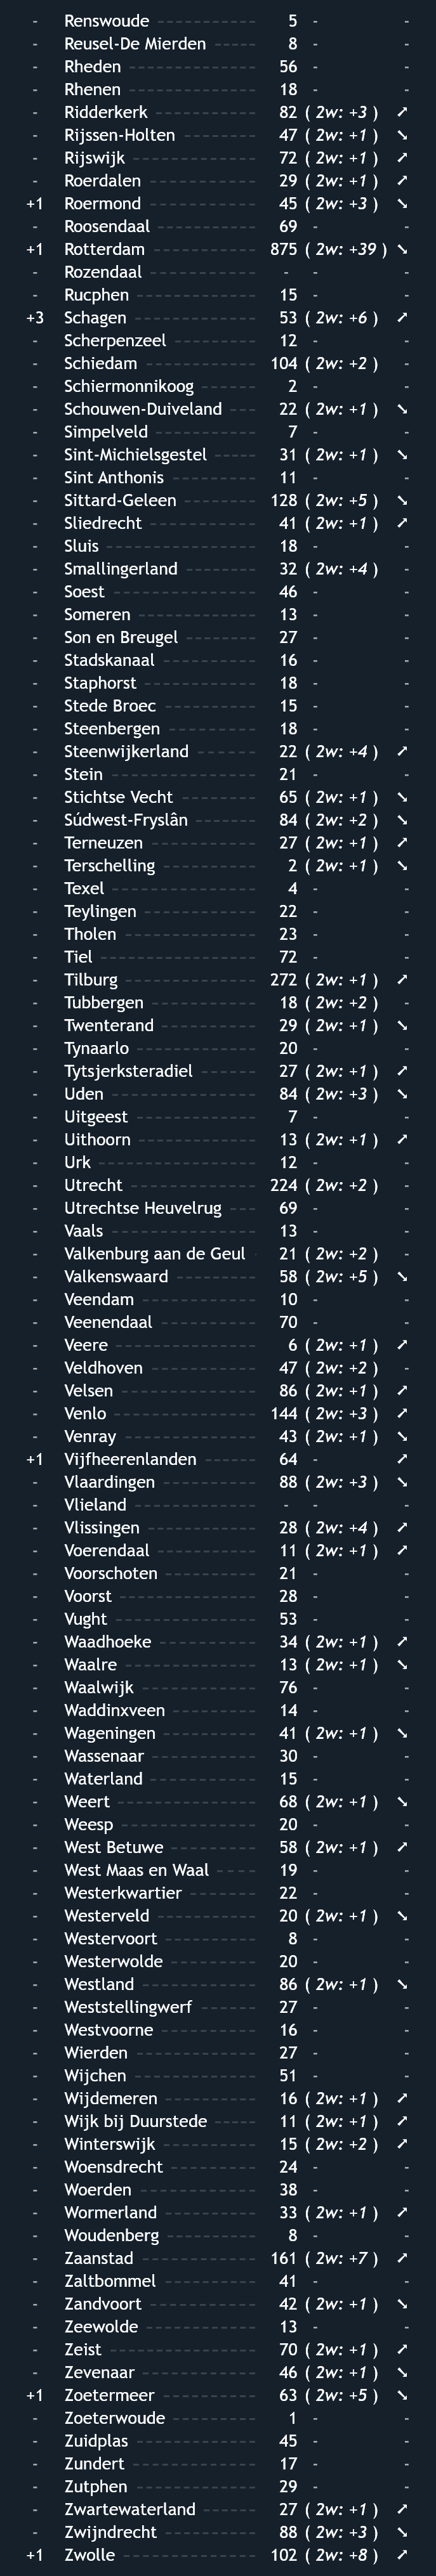 - Renswoude 5 - -
- Reusel-De Mierden 8 - -
- Rheden 56 - -
- Rhenen 18 - -
- Ridderkerk 82 ( 2w: +3 ) ➚
- Rijssen-Holten 47 ( 2w: +1 ) ➘
- Rijswijk 72 ( 2w: +1 ) ➚
- Roerdalen 29 ( 2w: +1 ) ➚
+1 Roermond 45 ( 2w: +3 ) ➘
- Roosendaal 69 - -
+1 Rotterdam 875 ( 2w: +39 ) ➘
- Rozendaal - - -
- Rucphen 15 - -
+3 Schagen 53 ( 2w: +6 ) ➚
- Scherpenzeel 12 - -
- Schiedam 104 ( 2w: +2 ) -
- Schiermonnikoog 2 - -
- Schouwen-Duiveland 22 ( 2w: +1 ) ➘
- Simpelveld 7 - -
- Sint-Michielsgestel 31 ( 2w: +1 ) ➘
- Sint Anthonis 11 - -
- Sittard-Geleen 128 ( 2w: +5 ) ➘
- Sliedrecht 41 ( 2w: +1 ) ➚
- Sluis 18 - -
- Smallingerland 32 ( 2w: +4 ) -
- Soest 46 - -
- Someren 13 - -
- Son en Breugel 27 - -
- Stadskanaal 16 - -
- Staphorst 18 - -
- Stede Broec 15 - -
- Steenbergen 18 - -
- Steenwijkerland 22 ( 2w: +4 ) ➚
- Stein 21 - -
- Stichtse Vecht 65 ( 2w: +1 ) ➘
- Súdwest-Fryslân 84 ( 2w: +2 ) ➘
- Terneuzen 27 ( 2w: +1 ) ➚
- Terschelling 2 ( 2w: +1 ) ➘
- Texel 4 - -
- Teylingen 22 - -
- Tholen 23 - -
- Tiel 72 - -
- Tilburg 272 ( 2w: +1 ) ➚
- Tubbergen 18 ( 2w: +2 ) -
- Twenterand 29 ( 2w: +1 ) ➘
- Tynaarlo 20 - -
- Tytsjerksteradiel 27 ( 2w: +1 ) ➚
- Uden 84 ( 2w: +3 ) ➘
- Uitgeest 7 - -
- Uithoorn 13 ( 2w: +1 ) ➚
- Urk 12 - -
- Utrecht 224 ( 2w: +2 ) -
- Utrechtse Heuvelrug 69 - -
- Vaals 13 - -
- Valkenburg aan de Geul 21 ( 2w: +2 ) -
- Valkenswaard 58 ( 2w: +5 ) ➘
- Veendam 10 - -
- Veenendaal 70 - -
- Veere 6 ( 2w: +1 ) ➚
- Veldhoven 47 ( 2w: +2 ) -
- Velsen 86 ( 2w: +1 ) ➚
- Venlo 144 ( 2w: +3 ) ➚
- Venray 43 ( 2w: +1 ) ➘
+1 Vijfheerenlanden 64 - ➚
- Vlaardingen 88 ( 2w: +3 ) ➘
- Vlieland - - -
- Vlissingen 28 ( 2w: +4 ) ➚
- Voerendaal 11 ( 2w: +1 ) ➚
- Voorschoten 21 - -
- Voorst 28 - -
- Vught 53 - -
- Waadhoeke 34 ( 2w: +1 ) ➚
- Waalre 13 ( 2w: +1 ) ➘
- Waalwijk 76 - -
- Waddinxveen 14 - -
- Wageningen 41 ( 2w: +1 ) ➘
- Wassenaar 30 - -
- Waterland 15 - -
- Weert 68 ( 2w: +1 ) ➘
- Weesp 20 - -
- West Betuwe 58 ( 2w: +1 ) ➚
- West Maas en Waal 19 - -
- Westerkwartier 22 - -
- Westerveld 20 ( 2w: +1 ) ➘
- Westervoort 8 - -
- Westerwolde 20 - -
- Westland 86 ( 2w: +1 ) ➘
- Weststellingwerf 27 - -
- Westvoorne 16 - -
- Wierden 27 - -
- Wijchen 51 - -
- Wijdemeren 16 ( 2w: +1 ) ➚
- Wijk bij Duurstede 11 ( 2w: +1 ) ➚
- Winterswijk 15 ( 2w: +2 ) ➚
- Woensdrecht 24 - -
- Woerden 38 - -
- Wormerland 33 ( 2w: +1 ) ➚
- Woudenberg 8 - -
- Zaanstad 161 ( 2w: +7 ) ➚
- Zaltbommel 41 - -
- Zandvoort 42 ( 2w: +1 ) ➘
- Zeewolde 13 - -
- Zeist 70 ( 2w: +1 ) ➚
- Zevenaar 46 ( 2w: +1 ) ➘
+1 Zoetermeer 63 ( 2w: +5 ) ➘
- Zoeterwoude 1 - -
- Zuidplas 45 - -
- Zundert 17 - -
- Zutphen 29 - -
- Zwartewaterland 27 ( 2w: +1 ) ➚
- Zwijndrecht 88 ( 2w: +3 ) ➘
+1 Zwolle 102 ( 2w: +8 ) ➚